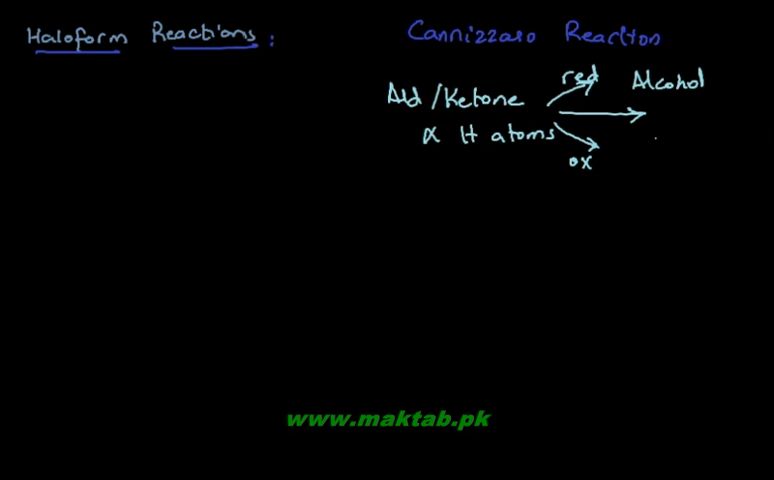 Haloform Reactions :
Cannizzaro Reaction
red Alcohol
Ald / Ketone
α H atoms
ox
www.maktab.pk